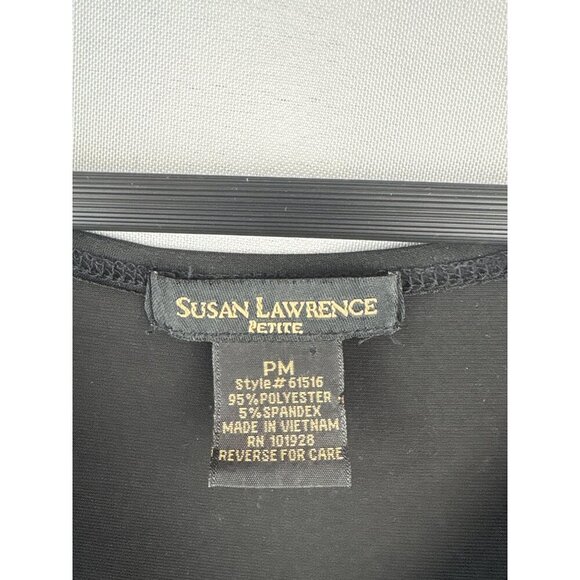 SUSAN LAWRENCE
PETITE
PM
Style# 61516
95% POLYESTER
5% SPANDEX
MADE IN VIETNAM
RN 101928
REVERSE FOR CARE